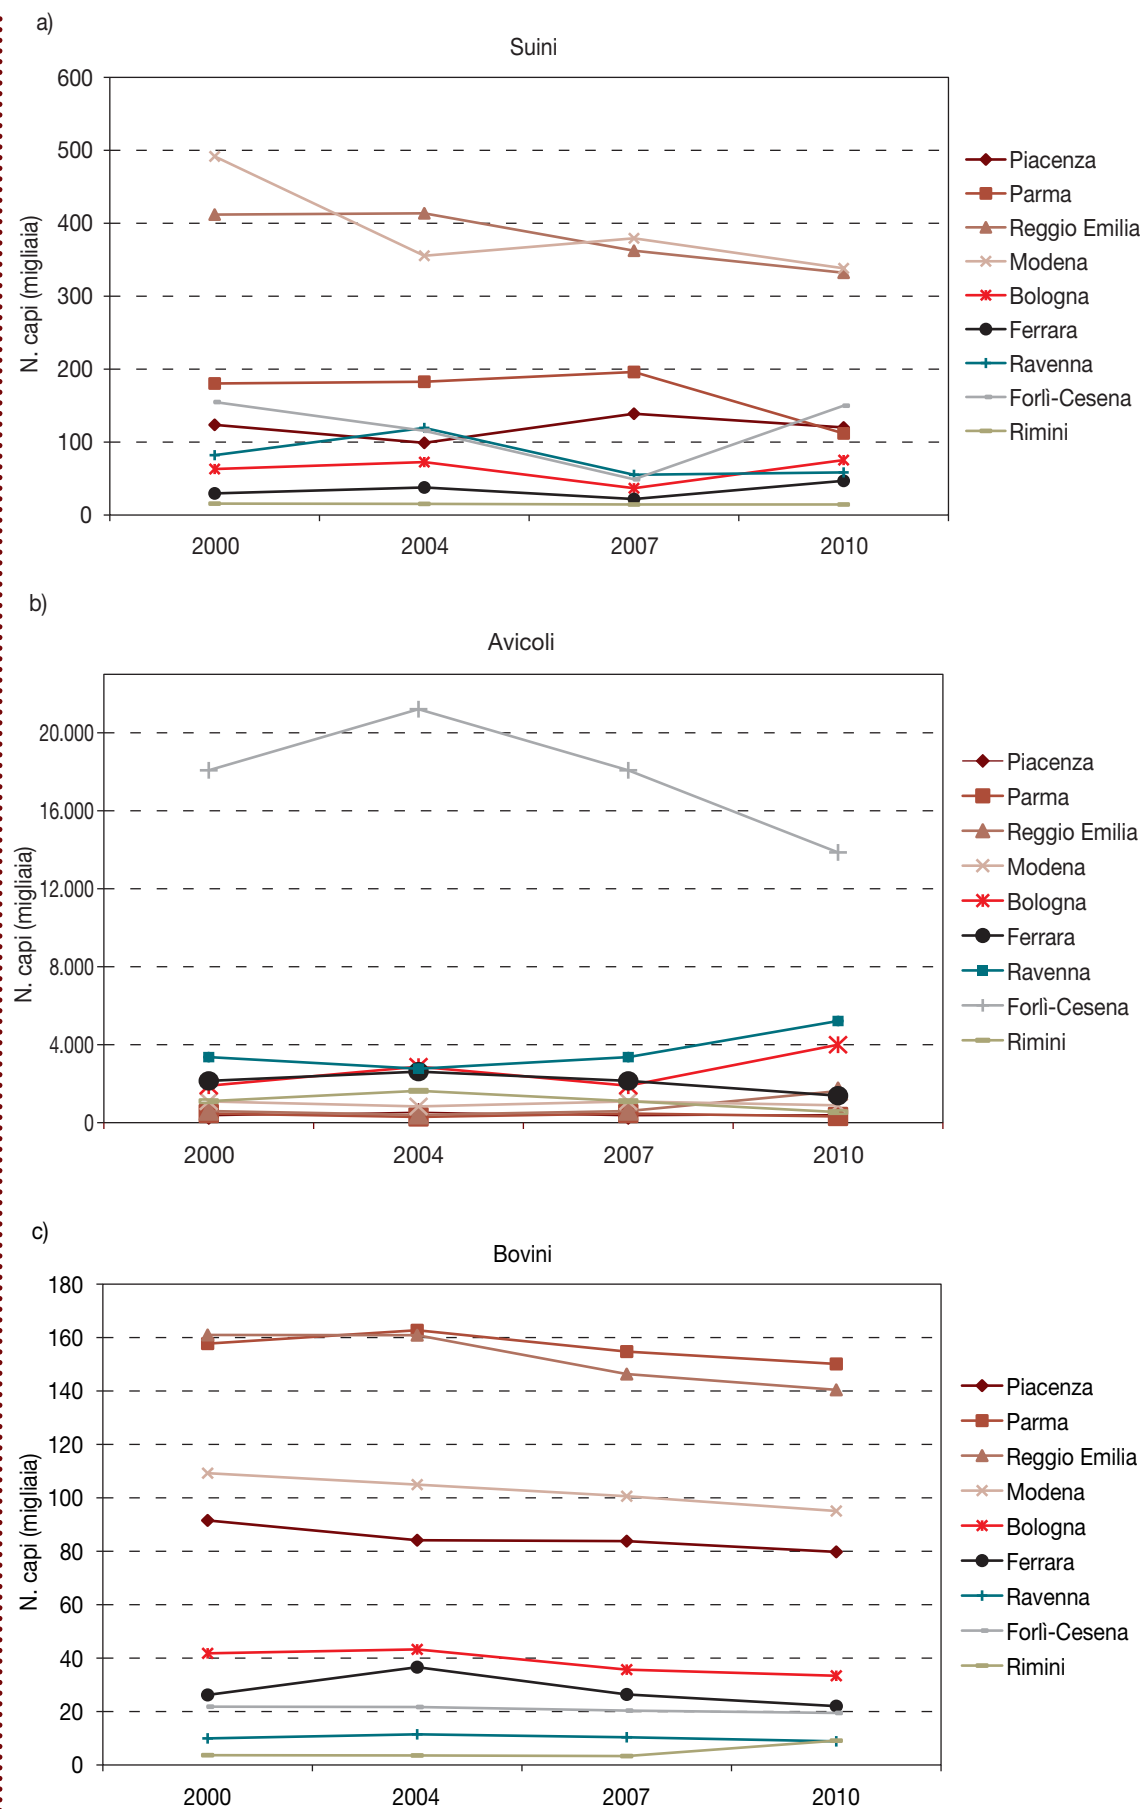 a)
Suini
600
500
400
300
200
100
0
N. capi (migliaia)
2000 2004 2007 2010
Piacenza
Parma
Reggio Emilia
Modena
Bologna
Ferrara
Ravenna
Forlì-Cesena
Rimini
b)
Avicoli
20.000
16.000
12.000
8.000
4.000
0
N. capi (migliaia)
2000 2004 2007 2010
Piacenza
Parma
Reggio Emilia
Modena
Bologna
Ferrara
Ravenna
Forlì-Cesena
Rimini
c)
Bovini
180
160
140
120
100
80
60
40
20
0
N. capi (migliaia)
2000 2004 2007 2010
Piacenza
Parma
Reggio Emilia
Modena
Bologna
Ferrara
Ravenna
Forlì-Cesena
Rimini